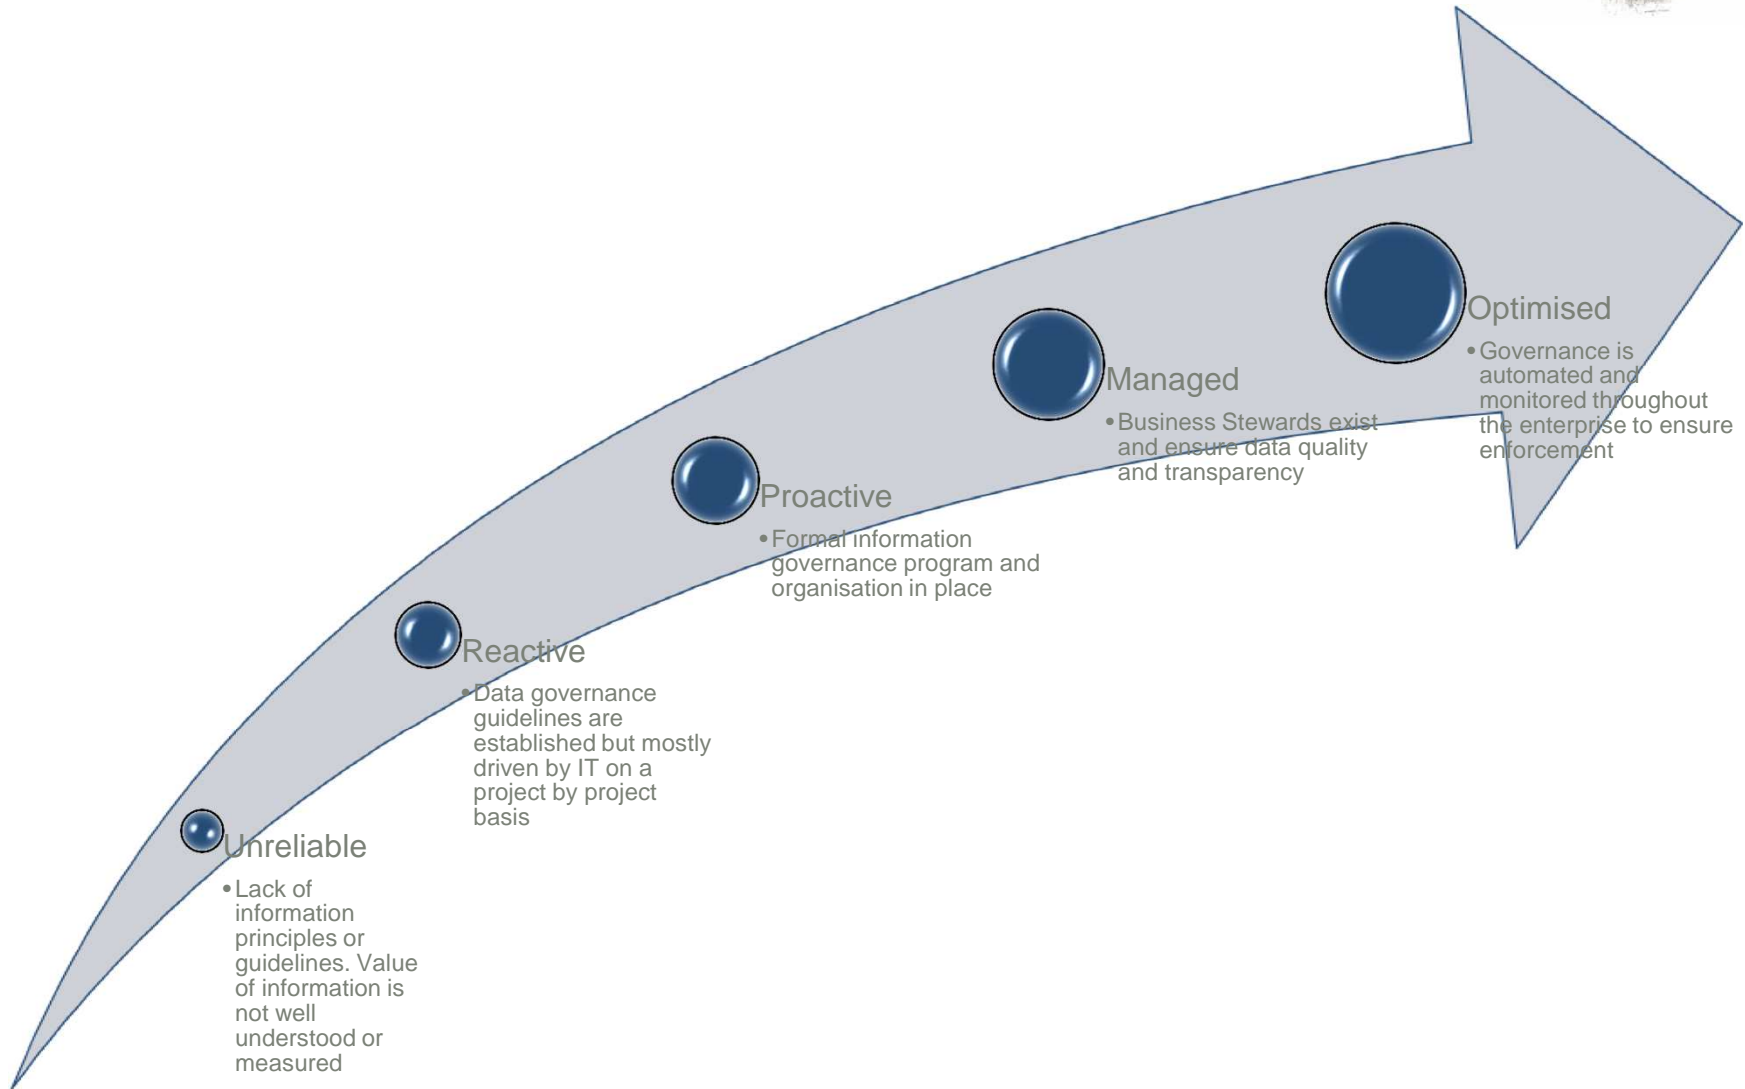 Unreliable
•Lack of
information
principles or
guidelines. Value
of information is
not well
understood or
measured
Reactive
•Data governance
guidelines are
established but mostly
driven by IT on a
project by project
basis
Proactive
•Formal information
governance program and
organisation in place
Managed
•Business Stewards exist
and ensure data quality
and transparency
Optimised
•Governance is
automated and
monitored throughout
the enterprise to ensure
enforcement